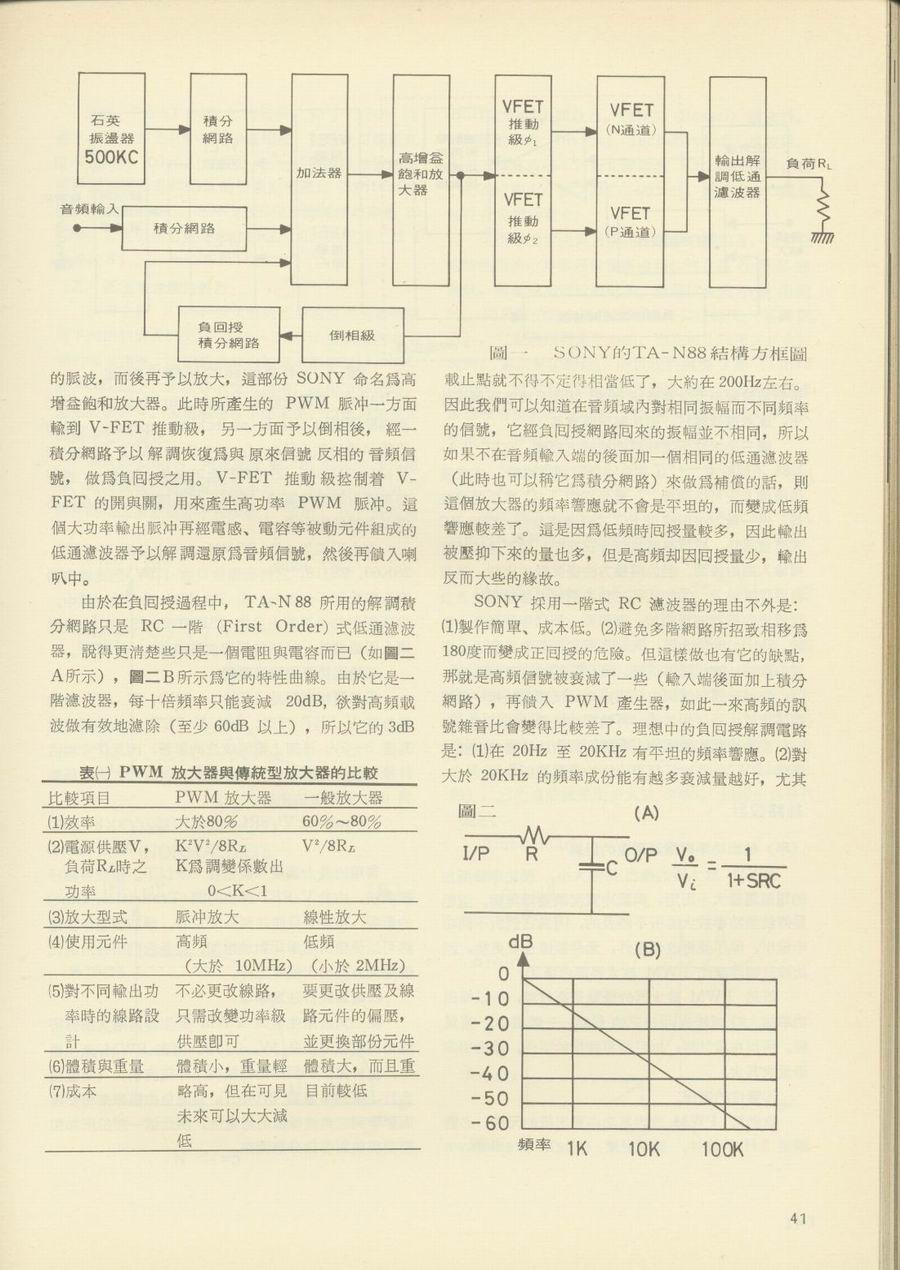 石英
振盪器
500KC
積分
網路
音頻輸入
積分網路
加法器
高增益
飽和放
大器
VFET
推動
級ϕ₁
VFET
推動
級ϕ₂
VFET
(N通道)
VFET
(P通道)
輸出解
調低通
濾波器
負荷RL
負回授
積分網路
倒相級
圖一 SONY的TA-N88結構方框圖
的脈波，而後再予以放大，這部份 SONY 命名爲高
增益飽和放大器。此時所產生的 PWM 脈冲一方面
輸到 V-FET 推動級， 另一方面予以倒相後， 經一
積分網路予以解調恢復爲與原來信號反相的音頻信
號， 做爲負回授之用。 V-FET 推動級控制着 V-
FET 的開與關，用來產生高功率 PWM 脈冲。這
個大功率輸出脈冲再經電感、電容等被動元件組成的
低通濾波器予以解調還原爲音頻信號，然後再饋入喇
叭中。
由於在負囘授過程中， TA-N88 所用的解調積
分網路只是 RC 一階 (First Order) 式低通濾波
器，說得更清楚些只是一個電阻與電容而已（如圖二
A所示），圖二B所示爲它的特性曲線。由於它是一
階濾波器，每十倍頻率只能衰減 20dB, 欲對高頻載
波做有效地濾除（至少 60dB 以上），所以它的 3dB
表㈠ PWM 放大器與傳統型放大器的比較
比較項目 PWM 放大器 一般放大器
⑴效率 大於80% 60%～80%
⑵電源供壓V， K²V²/8RL V²/8RL
負荷RL時之 K爲調變係數出
功率 0<K<1
⑶放大型式 脈冲放大 線性放大
⑷使用元件 高頻 低頻
（大於 10MHz） （小於 2MHz）
⑸對不同輸出功 不必更改線路， 要更改供壓及線
率時的線路設 只需改變功率級 路元件的偏壓，
計 供壓卽可 並更換部份元件
⑹體積與重量 體積小，重量輕 體積大，而且重
⑺成本 略高，但在可見 目前較低
未來可以大大減
低
載止點就不得不定得相當低了，大約在 200Hz左右。
因此我們可以知道在音頻域內對相同振幅而不同頻率
的信號，它經負囘授網路囘來的振幅並不相同，所以
如果不在音頻輸入端的後面加一個相同的低通濾波器
（此時也可以稱它爲積分網路）來做爲補償的話，則
這個放大器的頻率響應就不會是平坦的，而變成低頻
響應較差了。這是因爲低頻時囘授量較多，因此輸出
被壓抑下來的量也多，但是高頻却因囘授量少，輸出
反而大些的緣故。
SONY 採用一階式 RC 濾波器的理由不外是：
⑴製作簡單、成本低。⑵避免多階網路所招致相移爲
180度而變成正囘授的危險。但這樣做也有它的缺點，
那就是高頻信號被衰減了一些（輸入端後面加上積分
網路），再饋入 PWM 產生器，如此一來高頻的訊
號雜音比會變得比較差了。理想中的負囘授解調電路
是：⑴在 20Hz 至 20KHz 有平坦的頻率響應。⑵對
大於 20KHz 的頻率成份能有越多衰減量越好，尤其
圖二 (A)
I/P R C O/P Vo/Vi = 1/1+SRC
dB (B)
0
-10
-20
-30
-40
-50
-60
頻率 1K 10K 100K
41